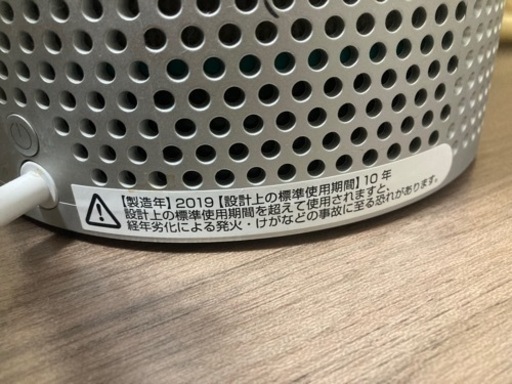 【製造年】2019【設計上の標準使用期間】10年
設計上の標準使用期間を超えて使用されますと、
経年劣化による発火・けがなどの事故に至る恐れがあります。